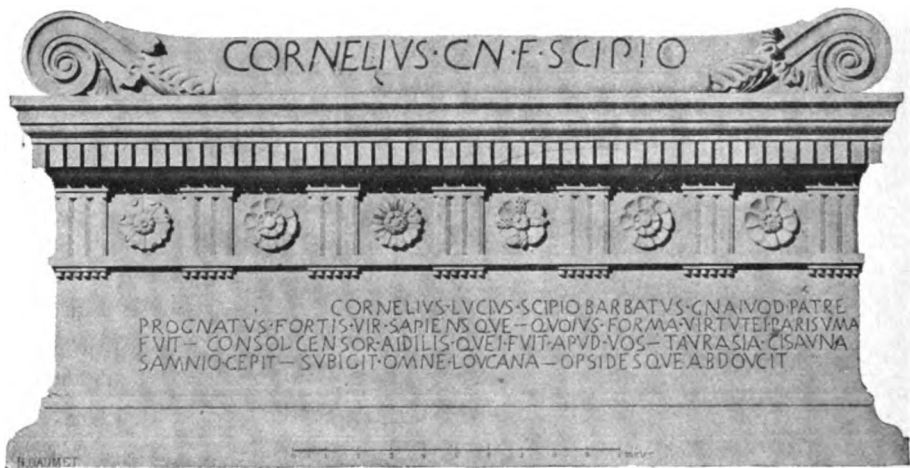 CORNELIVS·CN·F·SCIPIO
CORNELIVS·LVCIVS·SCIPIO BARBATVS·GNAIVOD·PATRE
PROGNATVS·FORTIS·VIR·SAPIENSQVE—QVOIVS·FORMA·VIRTVTEI·PARISVMA
FVIT—CONSOL CENSOR·AIDILIS·QVEI·FVIT·APVD·VOS—TAVRASIA·CISAVNA
SAMNIO·CEPIT—SVBIGIT·OMNE·LOVCANA—OPSIDESQVE·ABDOVCIT